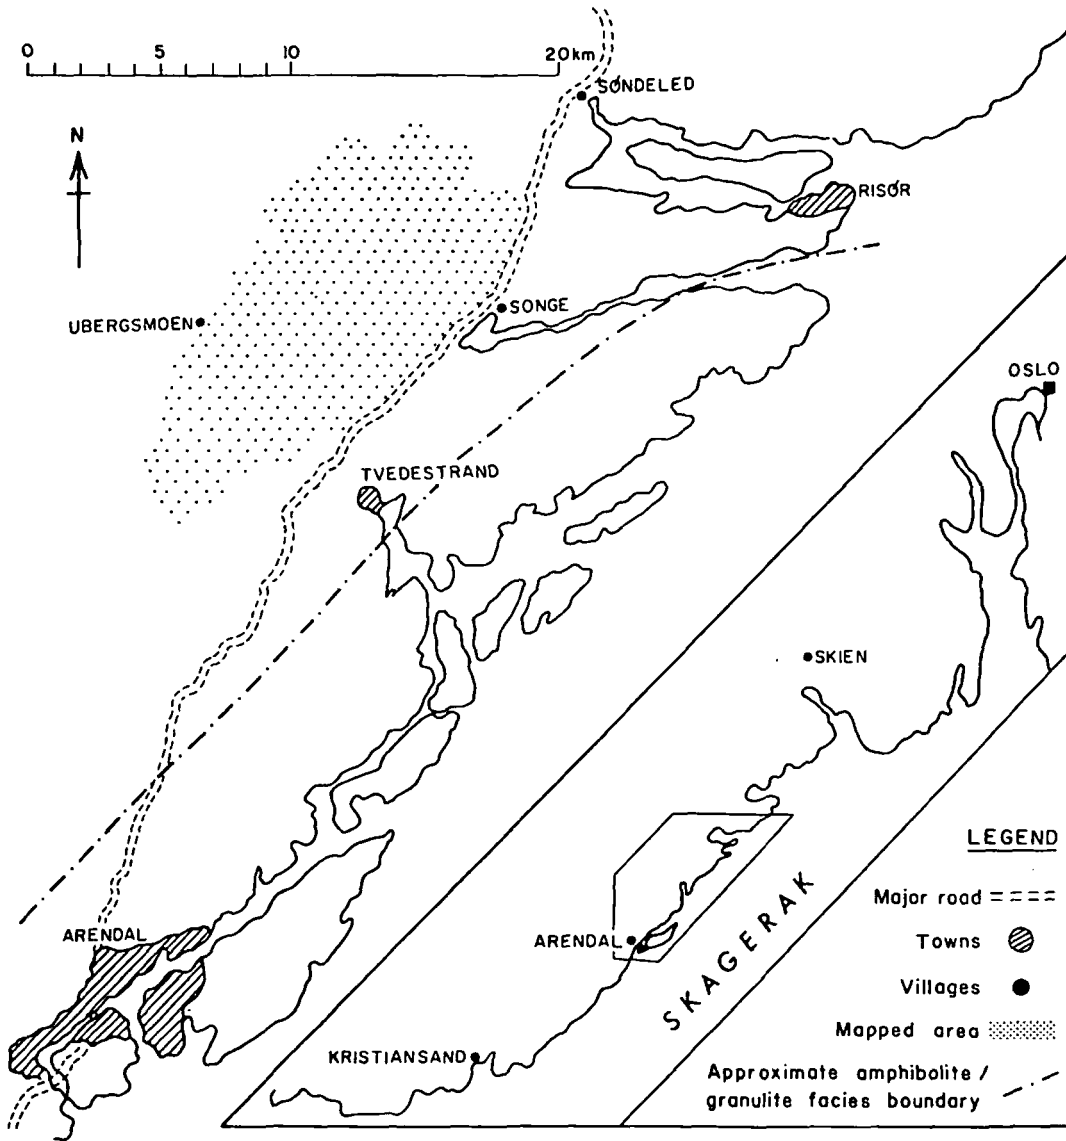 0 5 10 20km
SØNDELED
N
RISØR
SONGE
UBERGSMOEN
OSLO
TVEDESTRAND
SKIEN
LEGEND
Major road
Towns
Villages
Mapped area
Approximate amphibolite /
granulite facies boundary
ARENDAL
ARENDAL
SKAGERAK
KRISTIANSAND